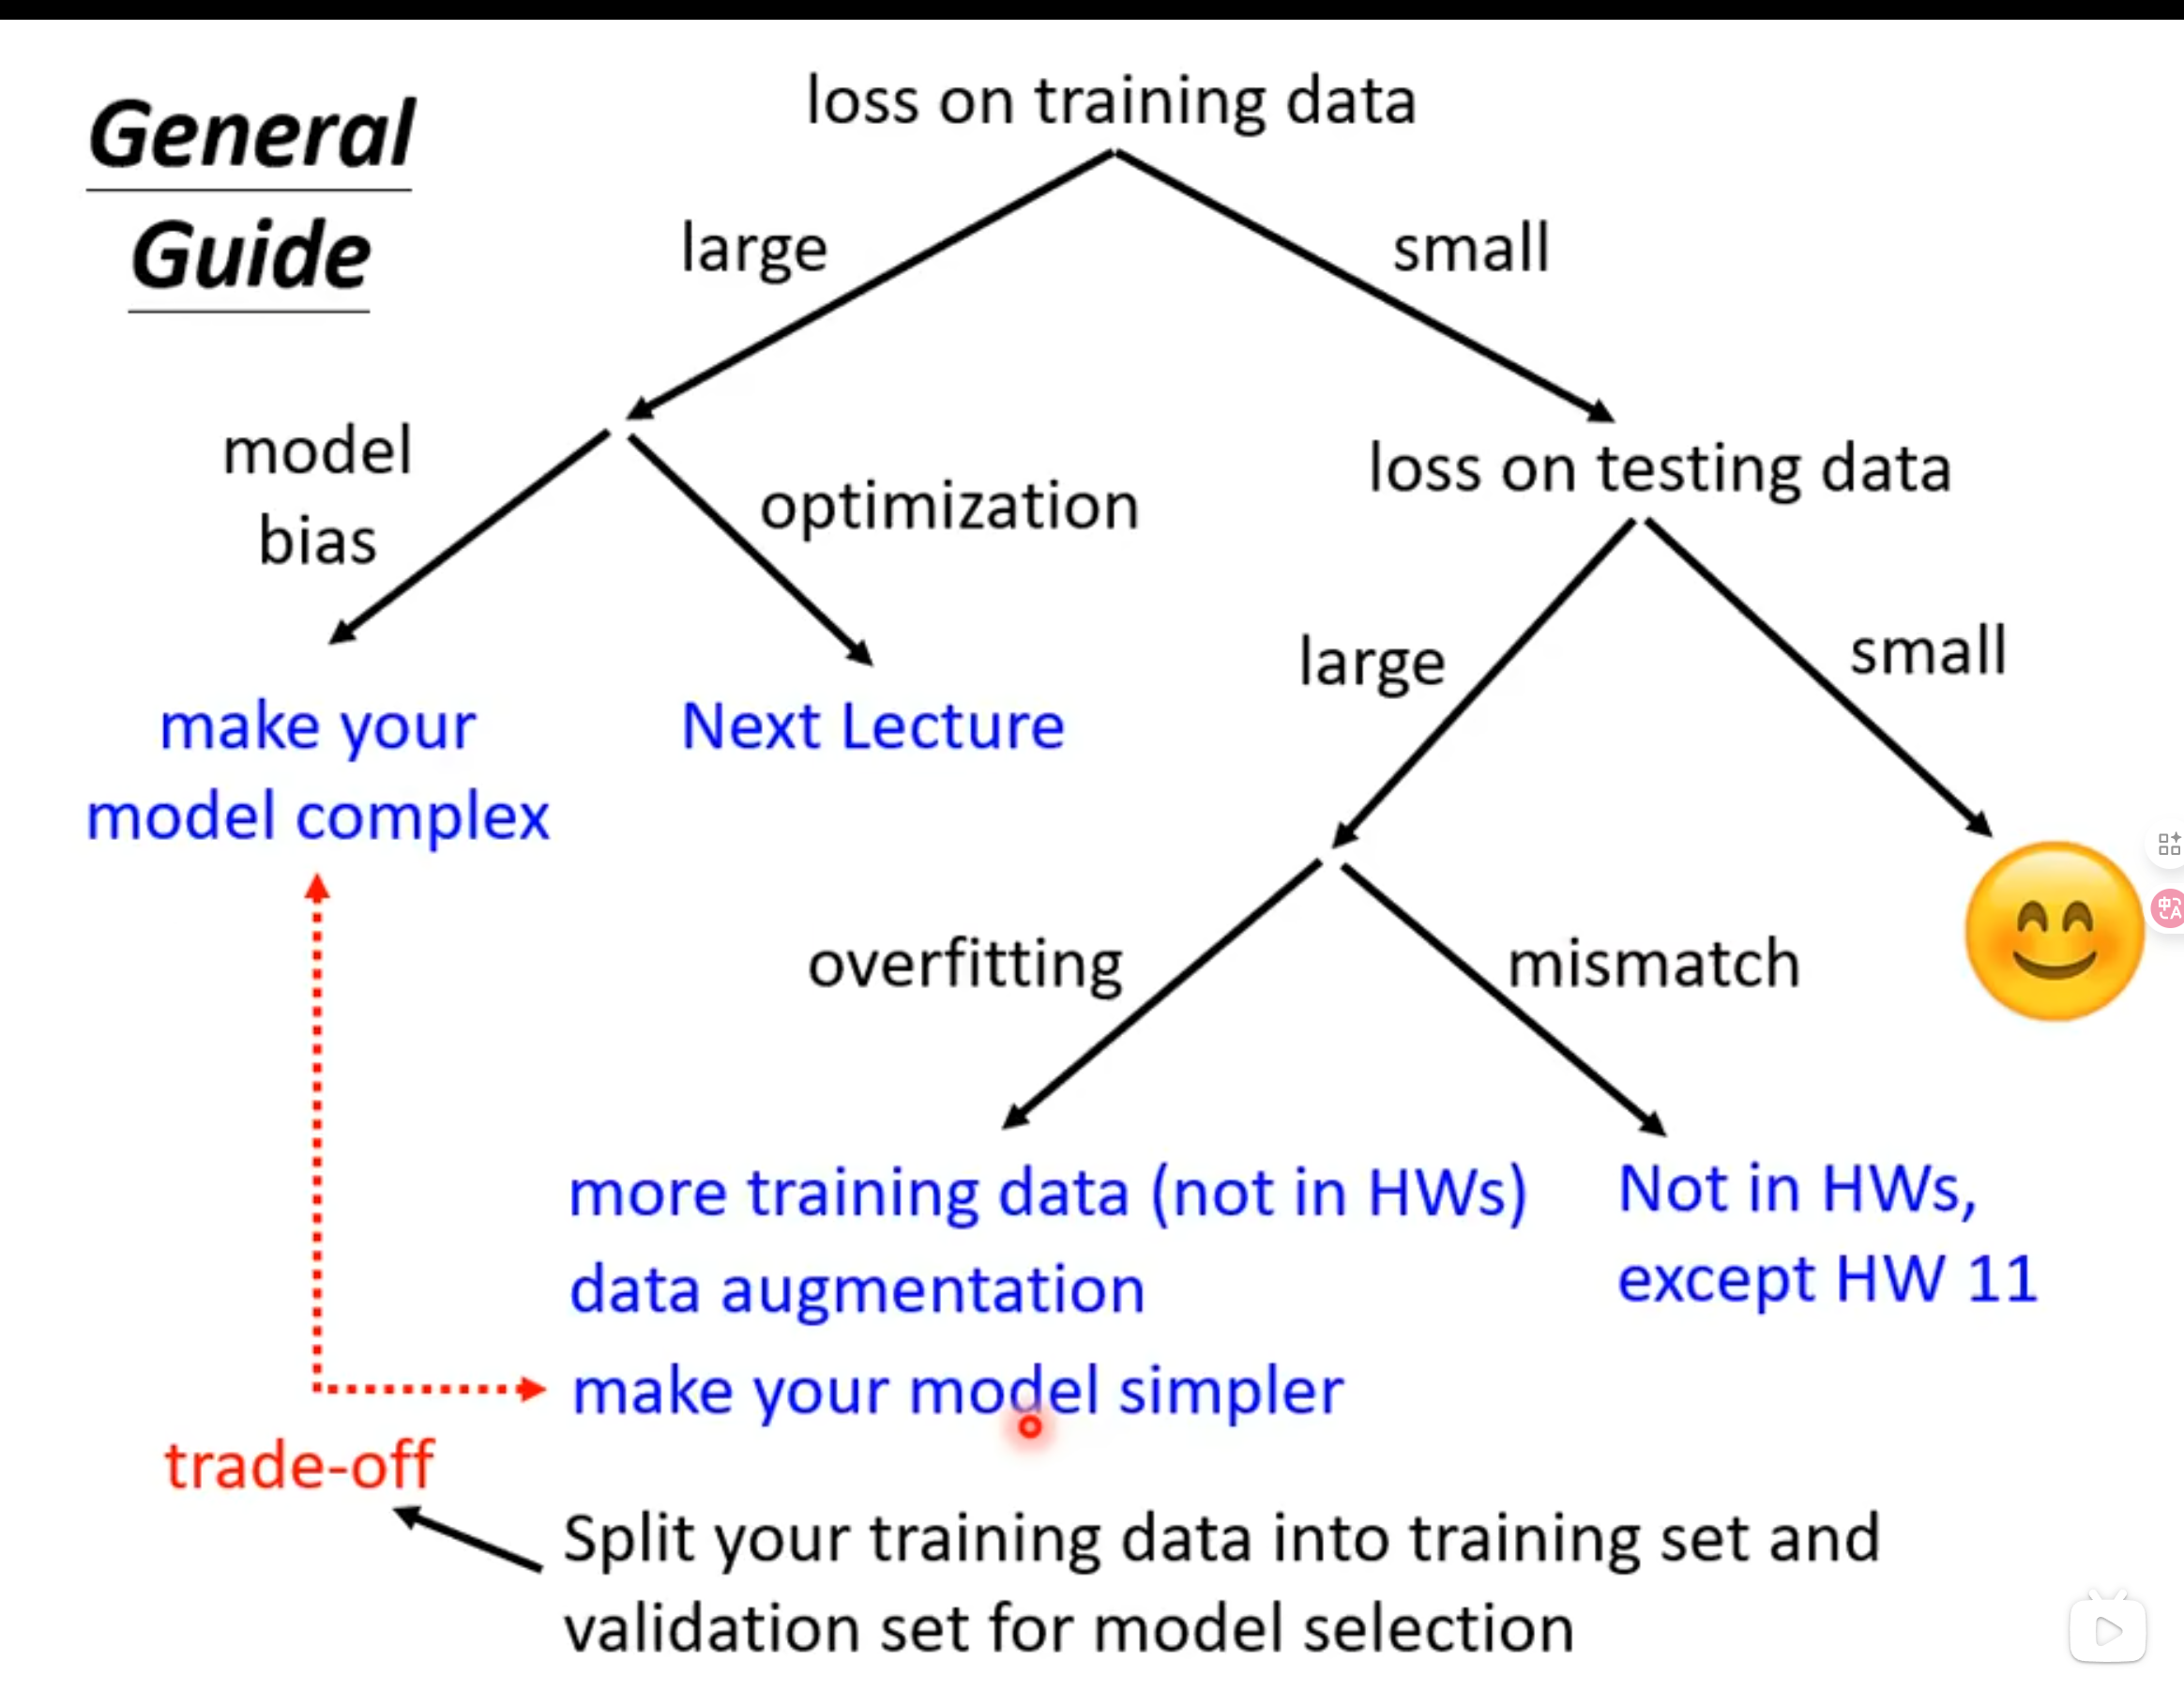 General
Guide
loss on training data
large
small
model
bias
optimization
loss on testing data
make your
model complex
Next Lecture
large
small
overfitting
mismatch
more training data (not in HWs)
data augmentation
make your model simpler
Not in HWs,
except HW 11
trade-off
Split your training data into training set and
validation set for model selection
中
A